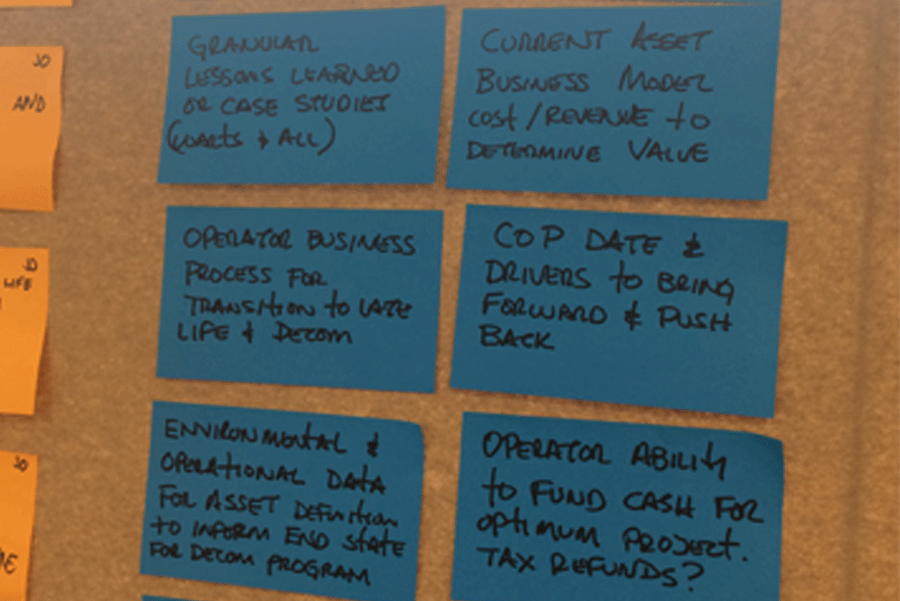 JO
AND
JO
LIFE
JO
GRANULAR
LESSONS LEARNED
OR CASE STUDIES
(WARTS & ALL)
CURRENT ASSET
BUSINESS MODEL
COST/REVENUE TO
DETERMINE VALUE
OPERATOR BUSINESS
PROCESS FOR
TRANSITION TO LATE
LIFE & DECOM
COP DATE &
DRIVERS TO BRING
FORWARD & PUSH
BACK
ENVIRONMENTAL &
OPERATIONAL DATA
FOR ASSET DEFINITION
TO INFORM END STATE
FOR DECOM PROGRAM
OPERATOR ABILITY
TO FUND CASH FOR
OPTIMUM PROJECT.
TAX REFUNDS?